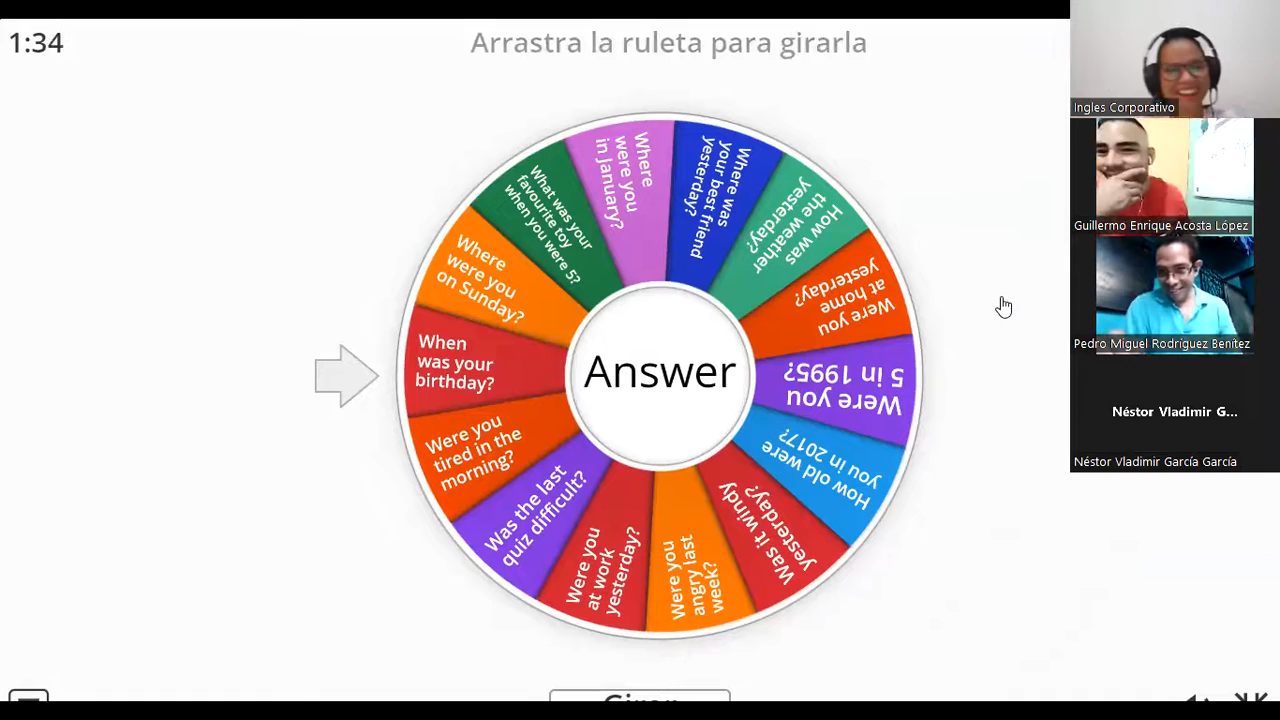 1:34
Arrastra la ruleta para girarla
Where
were you
in January?
Where was
your best friend
yesterday?
How was
the weather
yesterday?
Were you
at home
yesterday?
Were you
5 in 1995?
How old were
you in 2017?
Was it windy
yesterday?
Were you
angry last
week?
Were you
at work
yesterday?
Was the last
quiz difficult?
Were you
tired in the
morning?
When
was your
birthday?
Where
were you
on Sunday?
What was your
favourite toy
when you were 5?
Answer
Girar
Ingles Corporativo
Guillermo Enrique Acosta López
Pedro Miguel Rodríguez Benítez
Néstor Vladimir G...
Néstor Vladimir García García